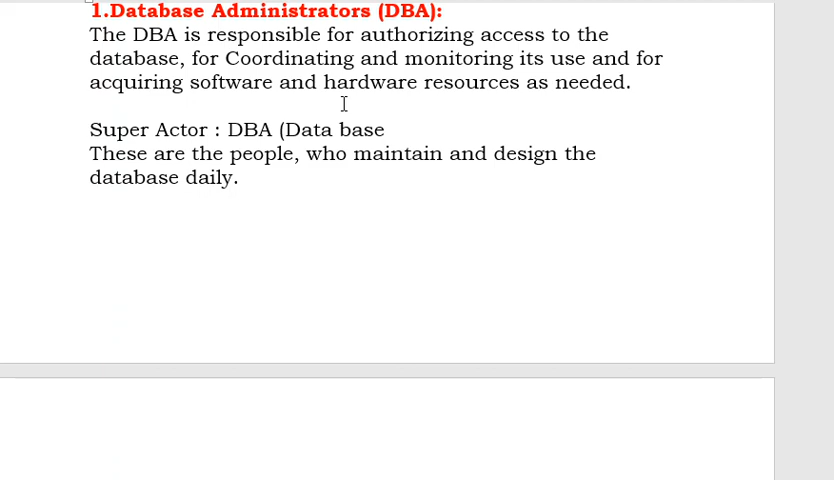 1.Database Administrators (DBA):
The DBA is responsible for authorizing access to the
database, for Coordinating and monitoring its use and for
acquiring software and hardware resources as needed.
Super Actor : DBA (Data base
These are the people, who maintain and design the
database daily.